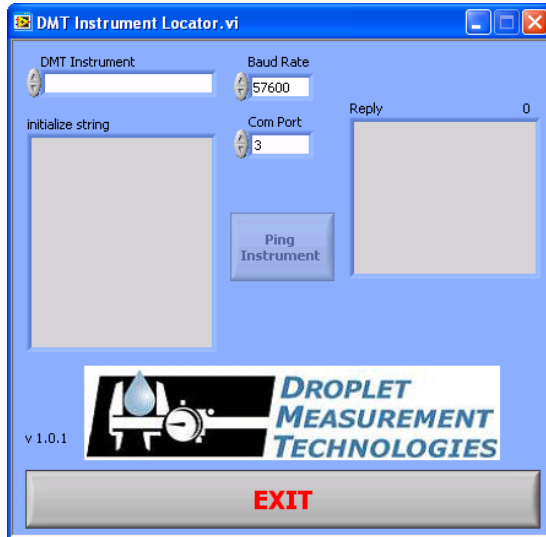 DMT Instrument Locator.vi
DMT Instrument
Baud Rate
57600
initialize string
Com Port
3
Reply
0
Ping
Instrument
DROPLET
MEASUREMENT
TECHNOLOGIES
v 1.0.1
EXIT